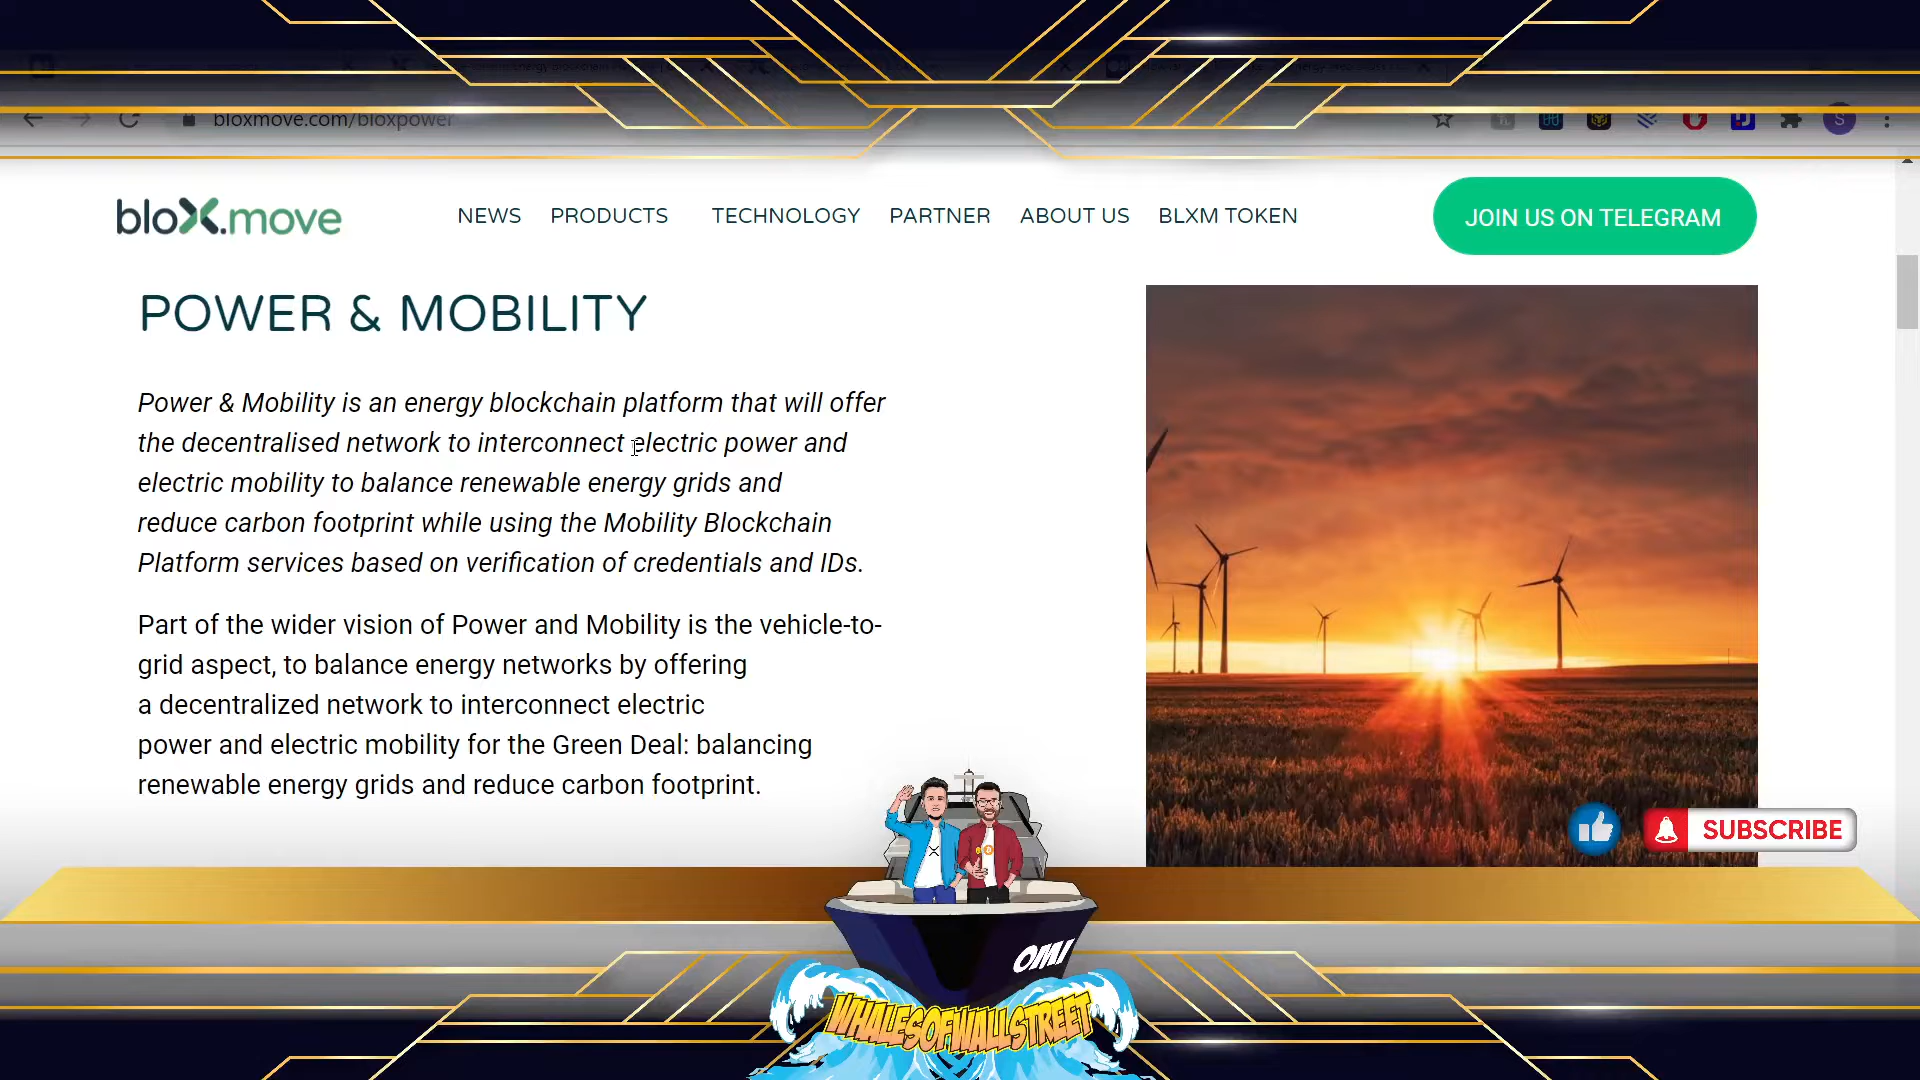 bloxmove.com/bloxpower
S
bloX.move
NEWS PRODUCTS TECHNOLOGY PARTNER ABOUT US BLXM TOKEN
JOIN US ON TELEGRAM
POWER & MOBILITY
Power & Mobility is an energy blockchain platform that will offer
the decentralised network to interconnect electric power and
electric mobility to balance renewable energy grids and
reduce carbon footprint while using the Mobility Blockchain
Platform services based on verification of credentials and IDs.
Part of the wider vision of Power and Mobility is the vehicle-to-
grid aspect, to balance energy networks by offering
a decentralized network to interconnect electric
power and electric mobility for the Green Deal: balancing
renewable energy grids and reduce carbon footprint.
SUBSCRIBE
OMI
WHALESOFWALLSTREET